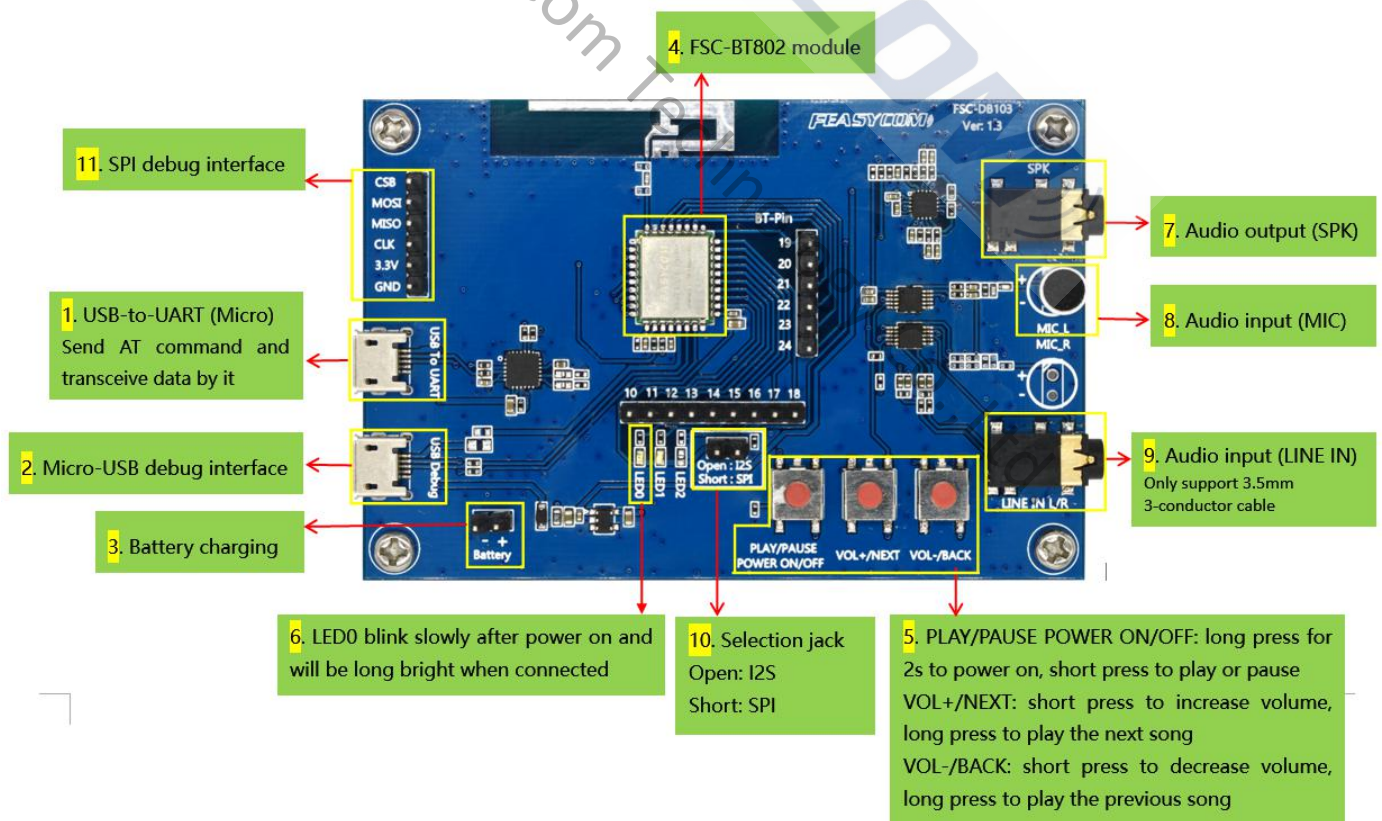 4. FSC-BT802 module
FEASYCOM
FSC-DB103
Ver: 1.3
11. SPI debug interface
CSB
MOSI
MISO
CLK
3.3V
GND
BT-Pin
19
20
21
22
23
24
SPK
7. Audio output (SPK)
+
-
MIC_L
MIC_R
+
-
8. Audio input (MIC)
1. USB-to-UART (Micro)
Send AT command and
transceive data by it
USB To UART
10 11 12 13 14 15 16 17 18
2. Micro-USB debug interface
USB Debug
LED0
LED1
LED2
Open : I2S
Short : SPI
LINE IN L/R
9. Audio input (LINE IN)
Only support 3.5mm
3-conductor cable
3. Battery charging
- +
Battery
PLAY/PAUSE
POWER ON/OFF
VOL+/NEXT
VOL-/BACK
6. LED0 blink slowly after power on and
will be long bright when connected
10. Selection jack
Open: I2S
Short: SPI
5. PLAY/PAUSE POWER ON/OFF: long press for
2s to power on, short press to play or pause
VOL+/NEXT: short press to increase volume,
long press to play the next song
VOL-/BACK: short press to decrease volume,
long press to play the previous song